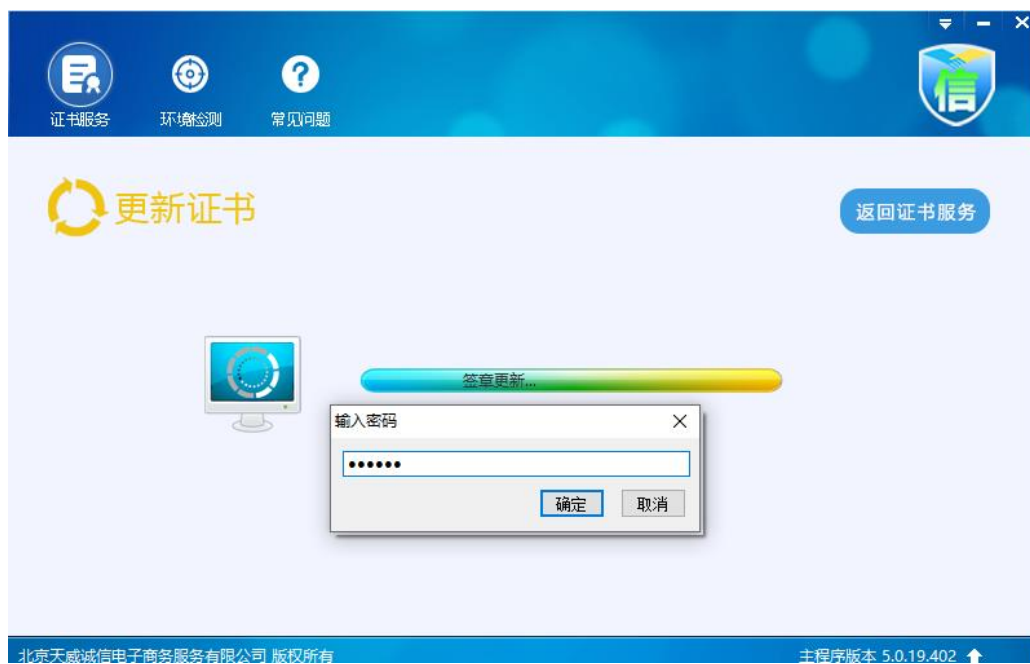 信
证书服务 环境检测 常见问题
更新证书
返回证书服务
签章更新...
输入密码
••••••
确定 取消
北京天威诚信电子商务服务有限公司 版权所有 主程序版本 5.0.19.402